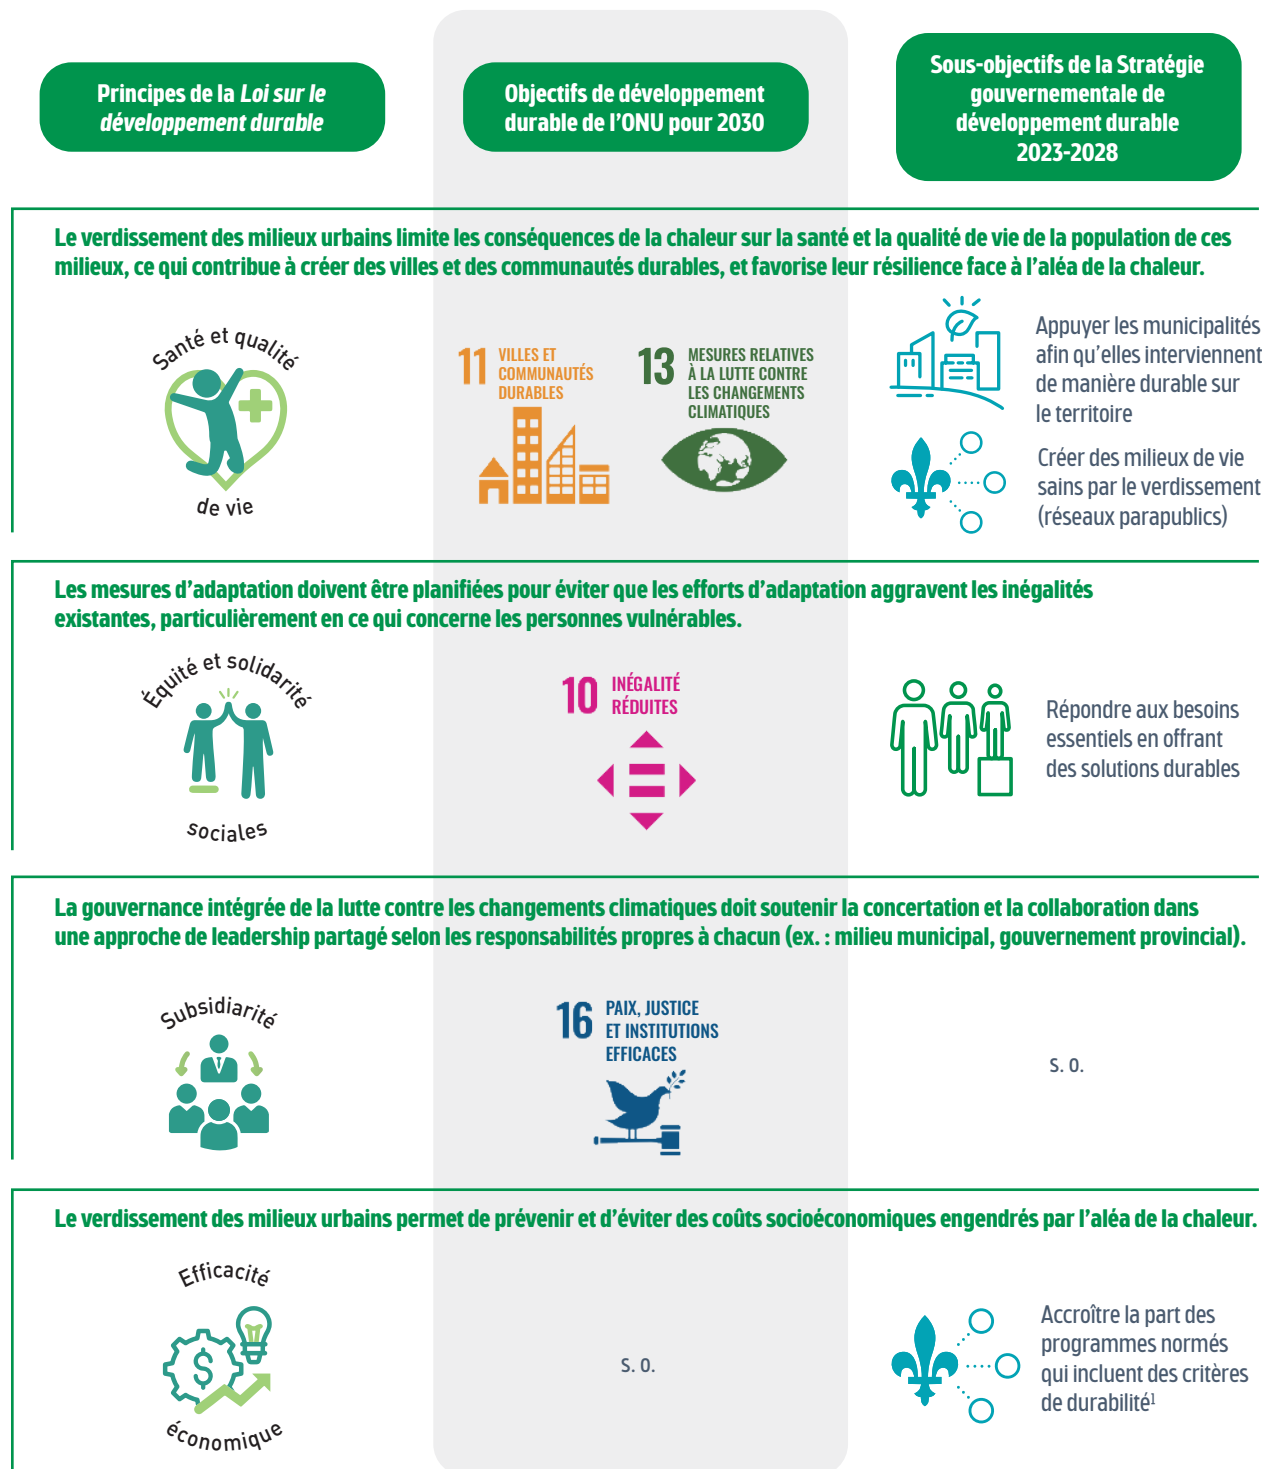 Principes de la Loi sur le
développement durable
Objectifs de développement
durable de l'ONU pour 2030
Sous-objectifs de la Stratégie
gouvernementale de
développement durable
2023-2028
Le verdissement des milieux urbains limite les conséquences de la chaleur sur la santé et la qualité de vie de la population de ces
milieux, ce qui contribue à créer des villes et des communautés durables, et favorise leur résilience face à l'aléa de la chaleur.
Santé et qualité
de vie
11 VILLES ET
COMMUNAUTÉS
DURABLES
13 MESURES RELATIVES
À LA LUTTE CONTRE
LES CHANGEMENTS
CLIMATIQUES
Appuyer les municipalités
afin qu'elles interviennent
de manière durable sur
le territoire
Créer des milieux de vie
sains par le verdissement
(réseaux parapublics)
Les mesures d'adaptation doivent être planifiées pour éviter que les efforts d'adaptation aggravent les inégalités
existantes, particulièrement en ce qui concerne les personnes vulnérables.
Équité et solidarité
sociales
10 INÉGALITÉ
RÉDUITES
Répondre aux besoins
essentiels en offrant
des solutions durables
La gouvernance intégrée de la lutte contre les changements climatiques doit soutenir la concertation et la collaboration dans
une approche de leadership partagé selon les responsabilités propres à chacun (ex. : milieu municipal, gouvernement provincial).
Subsidiarité
16 PAIX, JUSTICE
ET INSTITUTIONS
EFFICACES
S. O.
Le verdissement des milieux urbains permet de prévenir et d'éviter des coûts socioéconomiques engendrés par l'aléa de la chaleur.
Efficacité
$
économique
S. O.
Accroître la part des
programmes normés
qui incluent des critères
de durabilité¹